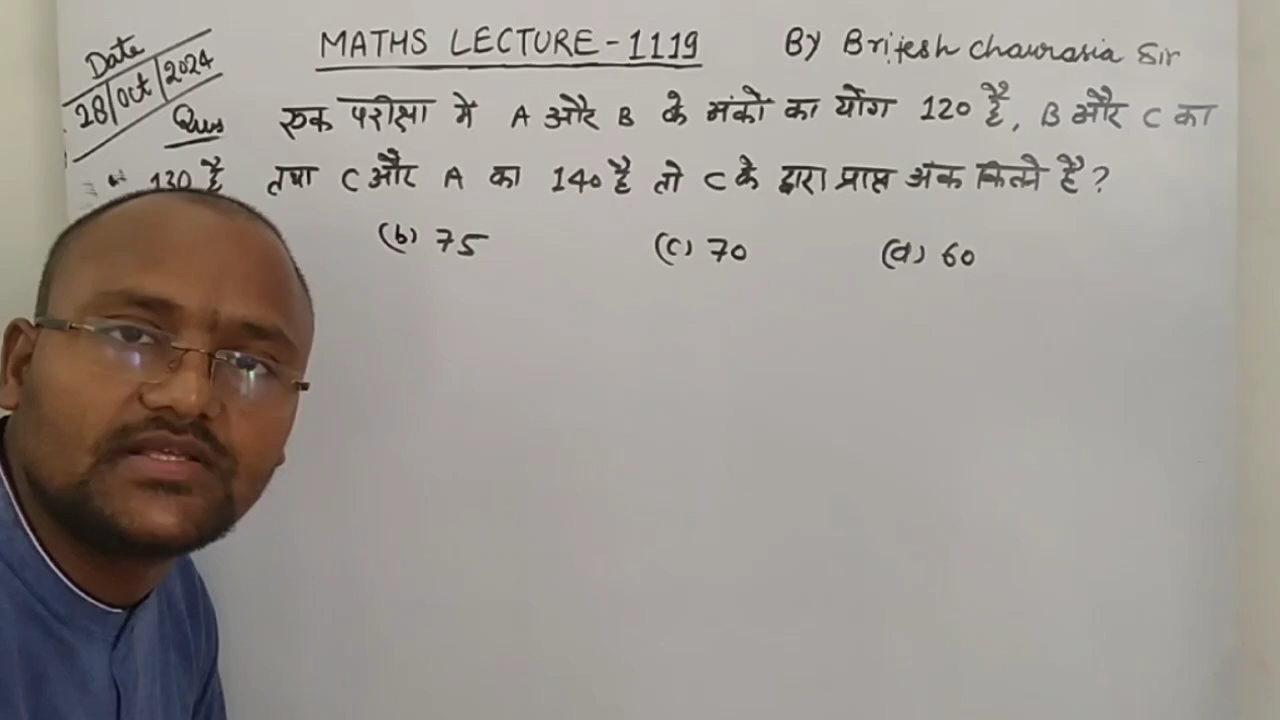 MATHS LECTURE-1119
By Brijesh Chaurasia Sir
Date
28/Oct/2024
Ques
एक परीक्षा में A और B के अंकों का योग 120 है, B और C का
130 है तथा C और A का 140 है तो C के द्वारा प्राप्त अंक कितने है?
(b) 75 (c) 70 (d) 60